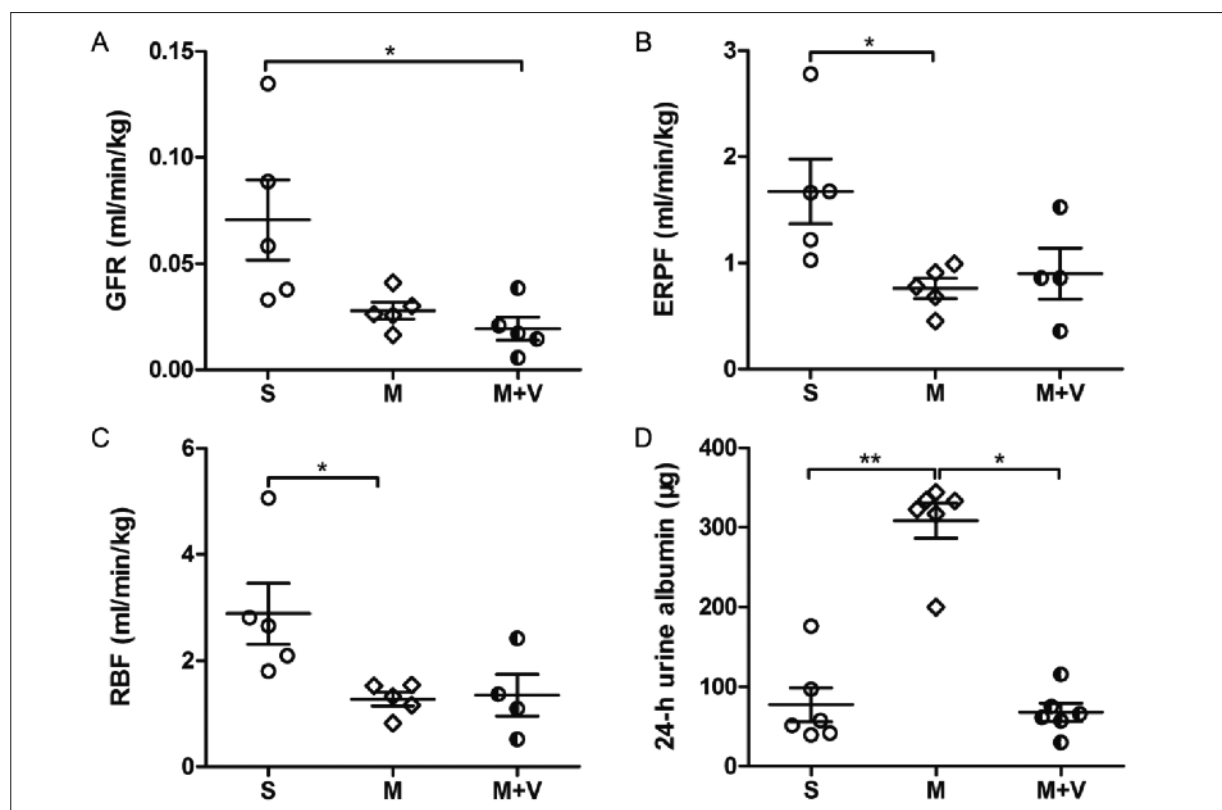 A
GFR (ml/min/kg)
0.15
0.10
0.05
0.00
*
S M M+V
B
ERPF (ml/min/kg)
3
2
1
0
*
S M M+V
C
RBF (ml/min/kg)
6
4
2
0
*
S M M+V
D
24-h urine albumin (µg)
400
300
200
100
0
** *
S M M+V